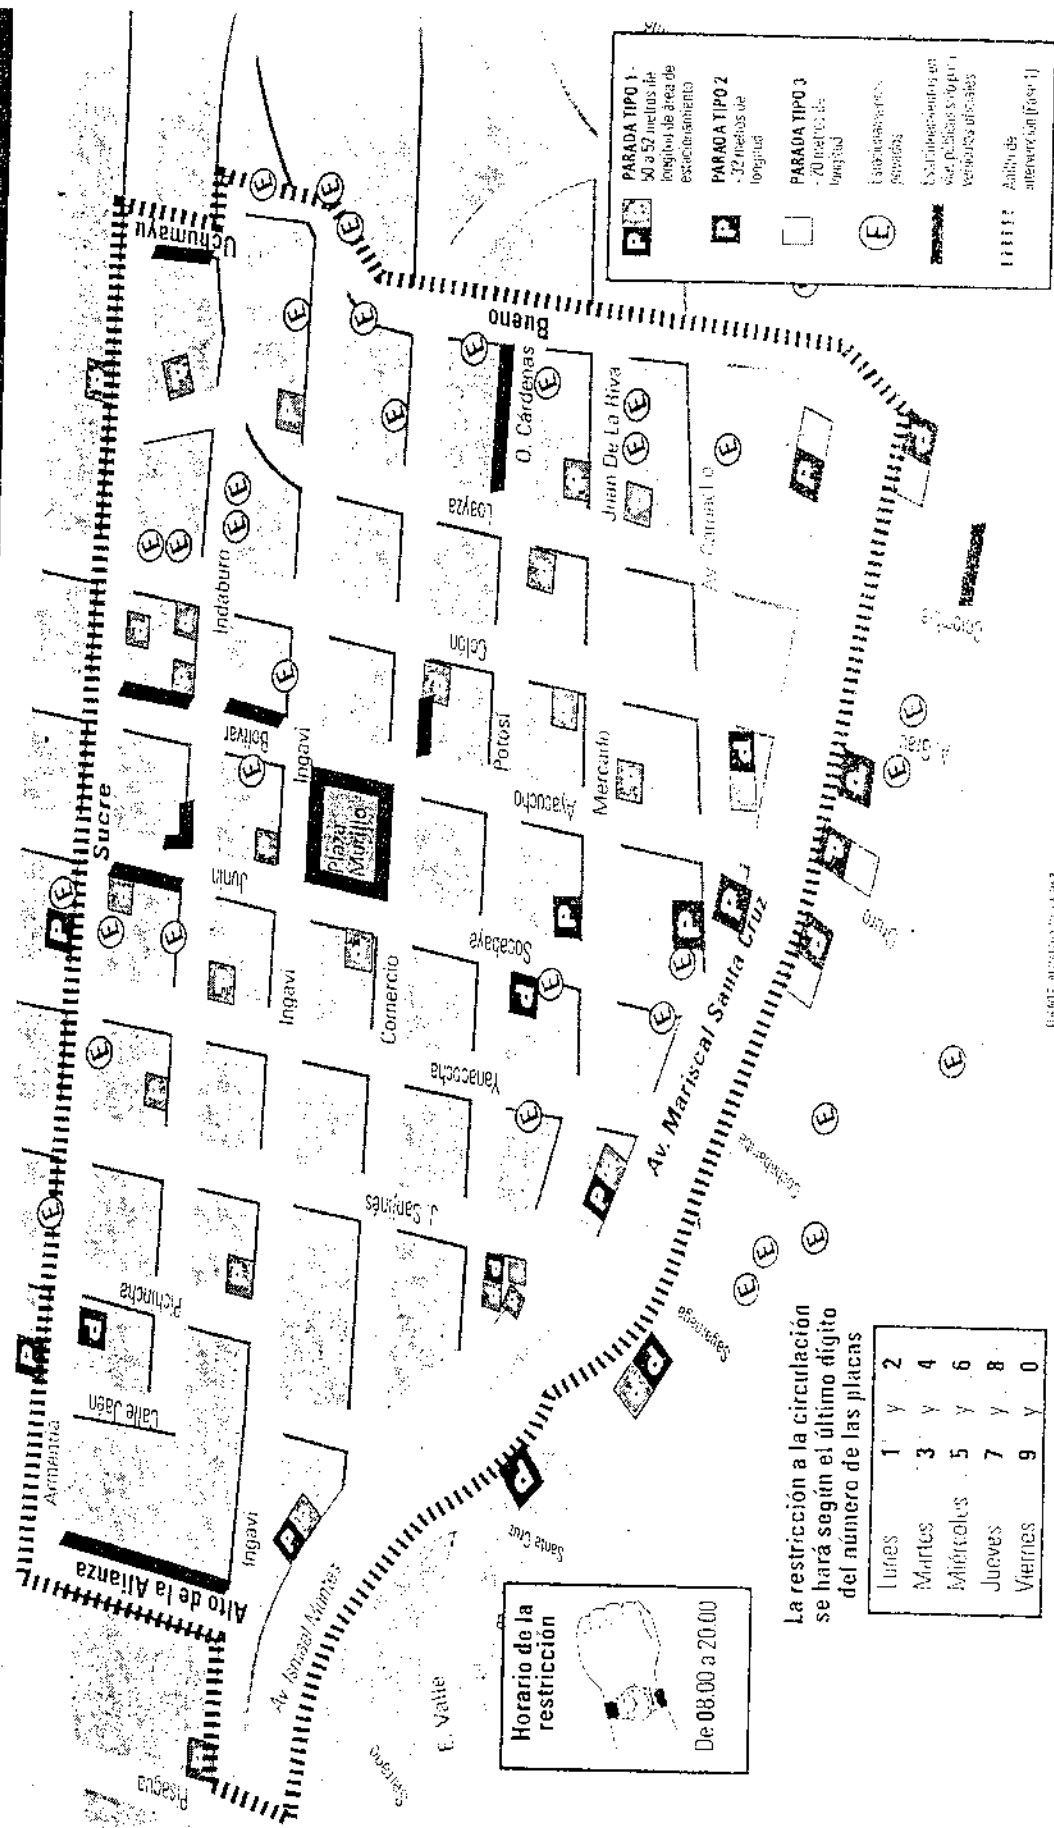 Uchumayu
Bueno
O. Cárdenas
Juan De La Riva
Loayza
Av. Camacho
Indaburo
Colón
Bolívar
Ingavi
Potosí
Ayacucho
Mercado
Sucre
Plaza
Murillo
Junín
Ingavi
Comercio
Socabaya
Yanacocha
Av. Mariscal Santa Cruz
Oruro
Cochabamba
J. Sanjinés
Pichincha
Calle Jaén
Armentia
Ingavi
Alto de la Alianza
Av. Ismael Montes
Pisagua
Sagárnaga
Santa Cruz
E. Valle
PARADA TIPO 1 -
50 a 52 metros de
longitud de área de
estacionamiento
PARADA TIPO 2
- 32 metros de
longitud
PARADA TIPO 3
- 20 metros de
longitud
Horario de la
restricción
De 08.00 a 20.00
La restricción a la circulación
se hará según el último dígito
del número de las placas
Lunes 1 y 2
Martes 3 y 4
Miércoles 5 y 6
Jueves 7 y 8
Viernes 9 y 0